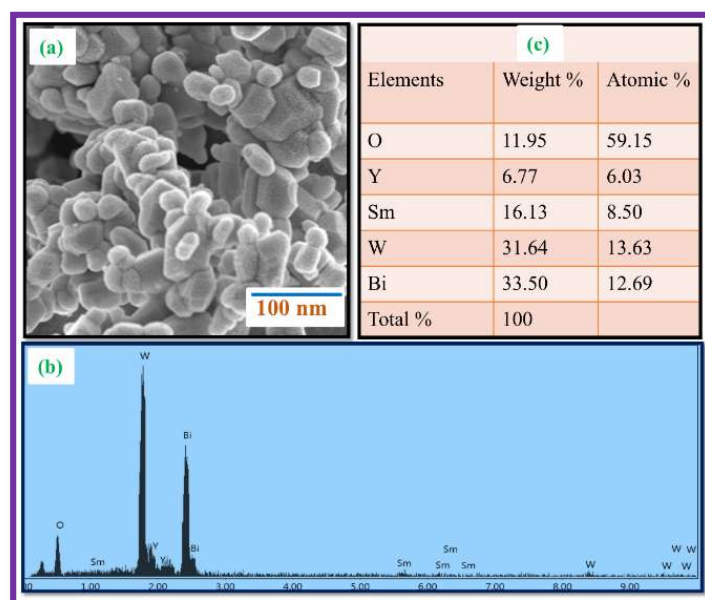 (a)
100 nm
(c)
Elements Weight % Atomic %
O 11.95 59.15
Y 6.77 6.03
Sm 16.13 8.50
W 31.64 13.63
Bi 33.50 12.69
Total % 100
(b)
W
Bi
O
Sm
Y
Y
Bi
Sm
Sm
Sm
Sm
W
W
W
W
W
1.00 2.00 3.00 4.00 5.00 6.00 7.00 8.00 9.00